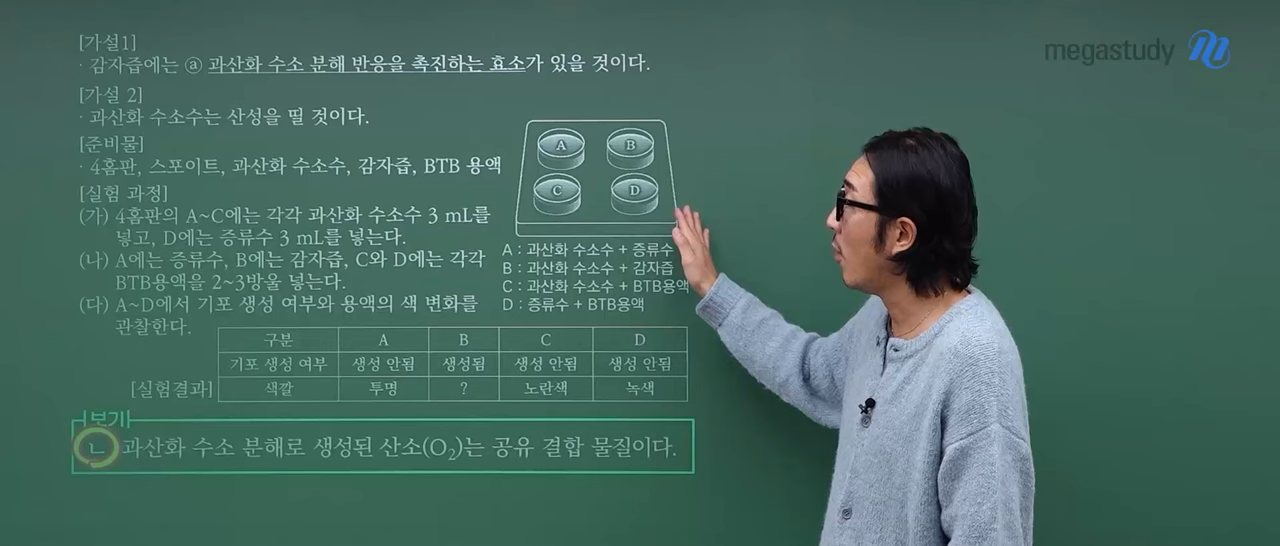 [가설1]
· 감자즙에는 ⓐ 과산화 수소 분해 반응을 촉진하는 효소가 있을 것이다.
[가설 2]
· 과산화 수소수는 산성을 띨 것이다.
[준비물]
· 4홈판, 스포이트, 과산화 수소수, 감자즙, BTB 용액
[실험 과정]
(가) 4홈판의 A~C에는 각각 과산화 수소수 3 mL를
넣고, D에는 증류수 3 mL를 넣는다.
(나) A에는 증류수, B에는 감자즙, C와 D에는 각각
BTB용액을 2~3방울 넣는다.
(다) A~D에서 기포 생성 여부와 용액의 색 변화를
관찰한다.
A B
C D
A : 과산화 수소수 + 증류수
B : 과산화 수소수 + 감자즙
C : 과산화 수소수 + BTB용액
D : 증류수 + BTB용액
[실험결과]
구분 A B C D
기포 생성 여부 생성 안됨 생성됨 생성 안됨 생성 안됨
색깔 투명 ? 노란색 녹색
보기
ㄴ 과산화 수소 분해로 생성된 산소(O₂)는 공유 결합 물질이다.
megastudy